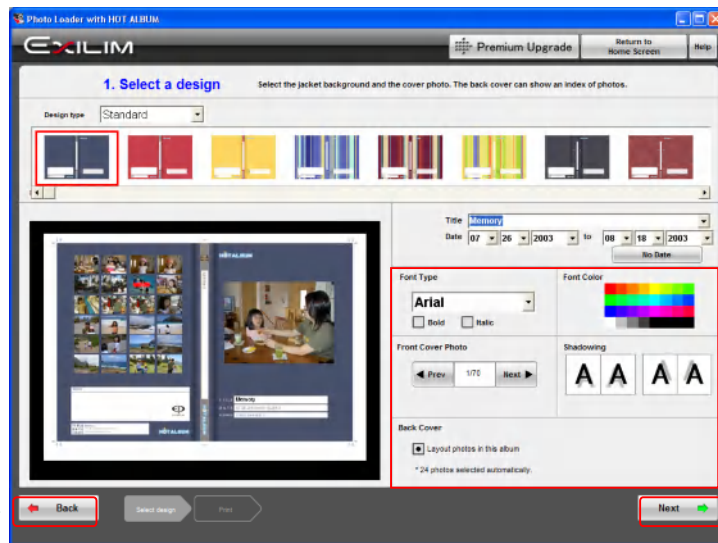 Photo Loader with HOT ALBUM
EXILIM
Premium Upgrade
Return to
Home Screen
Help
1. Select a design
Select the jacket background and the cover photo. The back cover can show an index of photos.
Design type
Standard
Title
Memory
Date
07
26
2003
to
08
18
2003
No Date
Font Type
Arial
Bold
Italic
Font Color
Front Cover Photo
Prev
1/70
Next
Shadowing
A A A A
Back Cover
Layout photos in this album
* 24 photos selected automatically.
HOT ALBUM
Memory
HOT ALBUM
Back
Select design
Print
Next